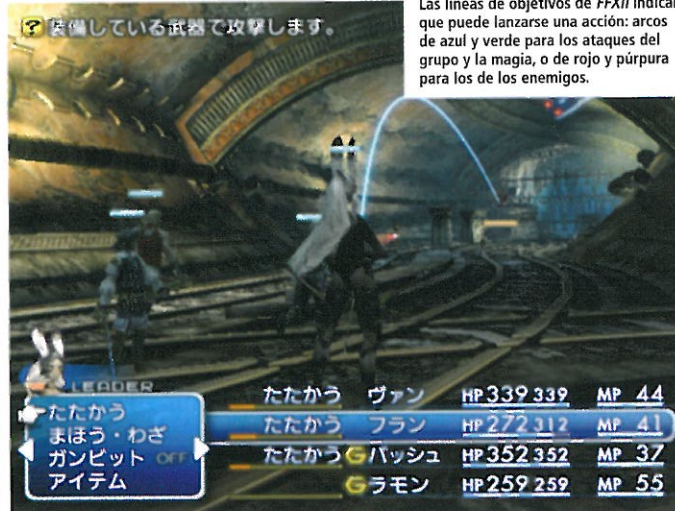 Las líneas de objetivos de FFXII indican
que puede lanzarse una acción: arcos
de azul y verde para los ataques del
grupo y la magia, o de rojo y púrpura
para los de los enemigos.
? 装備している武器で攻撃します。
LEADER
たたかう
まほう・わざ
ガンビット OFF
アイテム
たたかう ヴァン HP 339 339 MP 44
たたかう フラン HP 272 312 MP 41
たたかう G バッシュ HP 352 352 MP 37
G ラモン HP 259 259 MP 55